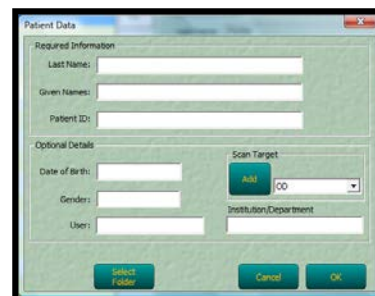 Patient Data
Required Information
Last Name:
Given Names:
Patient ID:
Optional Details
Date of Birth:
Gender:
User:
Scan Target
Add
OD
Institution/Department
Select Folder
Cancel
OK